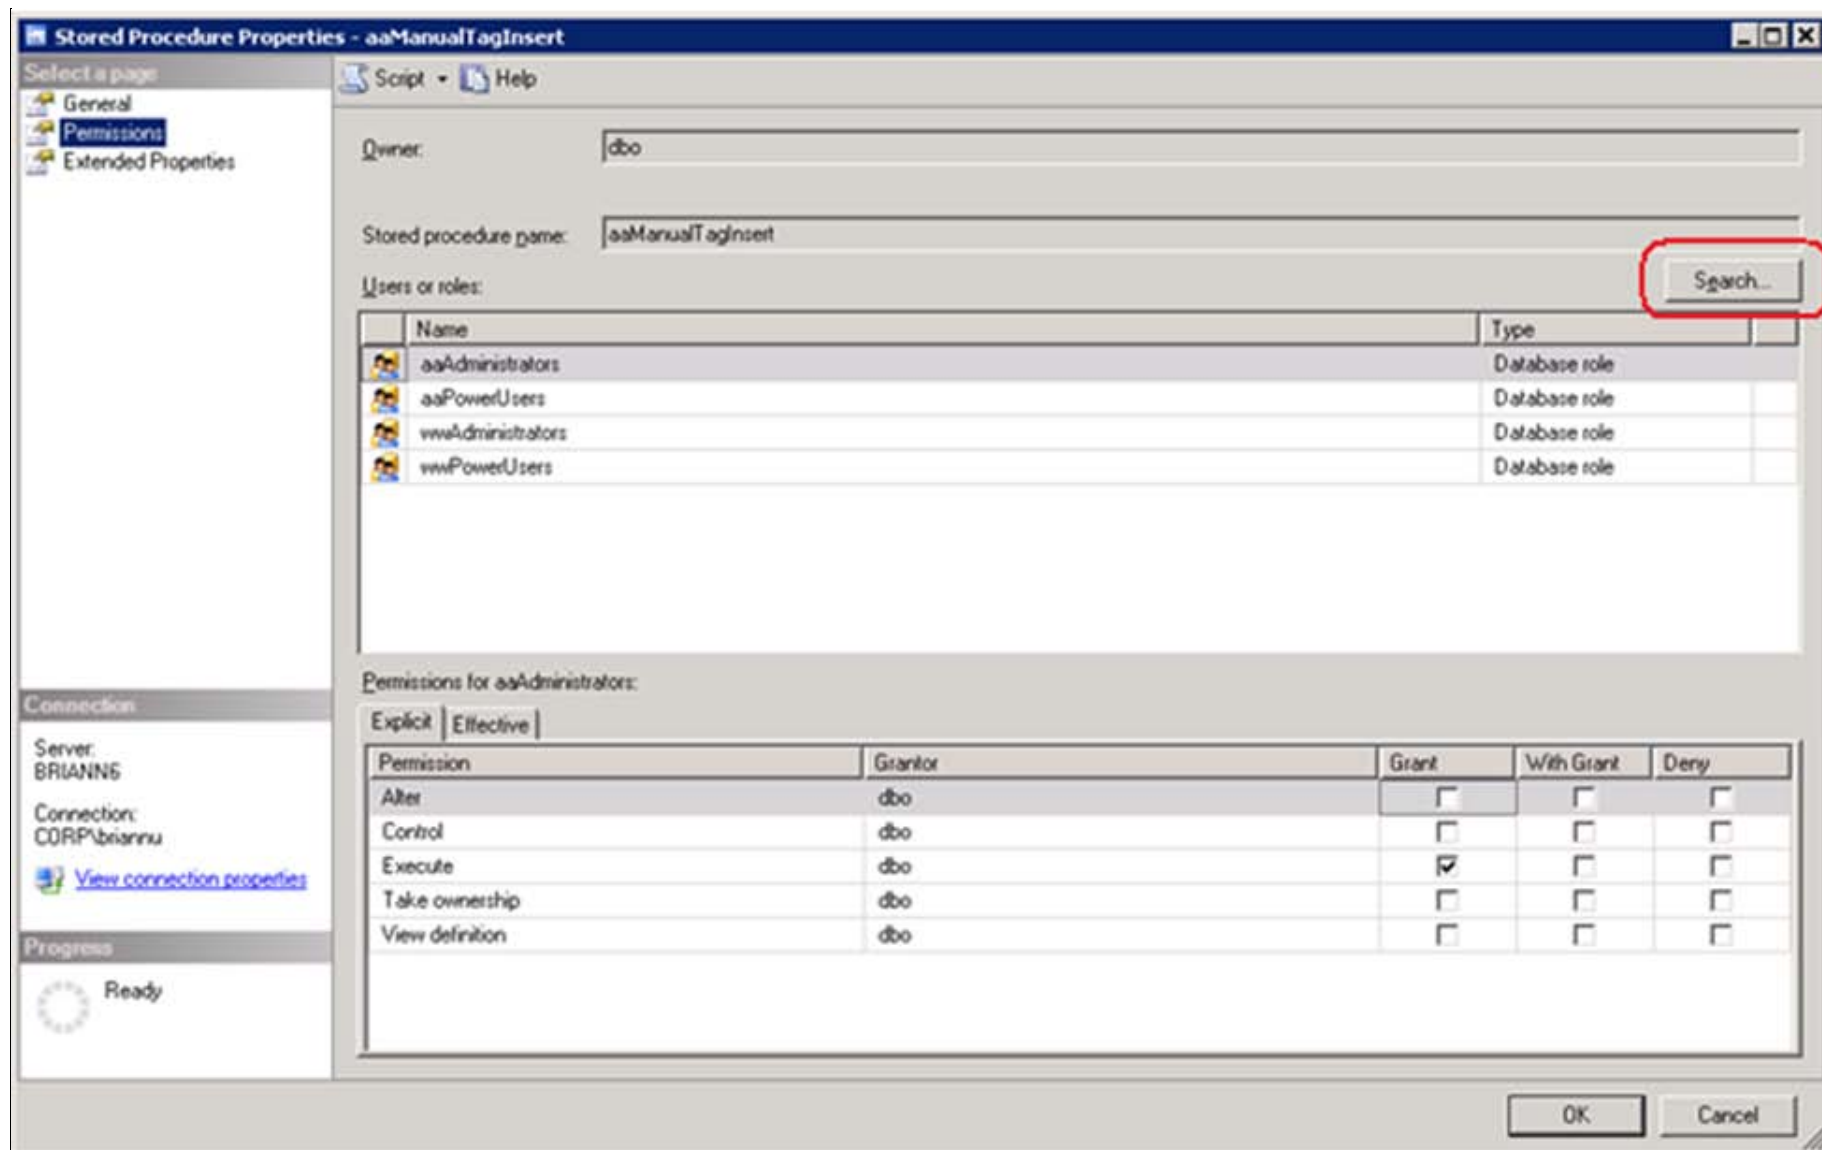 Stored Procedure Properties - aaManualTagInsert
Select a page
General
Permissions
Extended Properties
Script Help
Owner: dbo
Stored procedure name: aaManualTagInsert
Users or roles: Search...
Name Type
aaAdministrators Database role
aaPowerUsers Database role
wwAdministrators Database role
wwPowerUsers Database role
Permissions for aaAdministrators:
Explicit Effective
Permission Grantor Grant With Grant Deny
Alter dbo
Control dbo
Execute dbo
Take ownership dbo
View definition dbo
Connection
Server:
BRIANN6
Connection:
CORP\briannu
View connection properties
Progress
Ready
OK Cancel